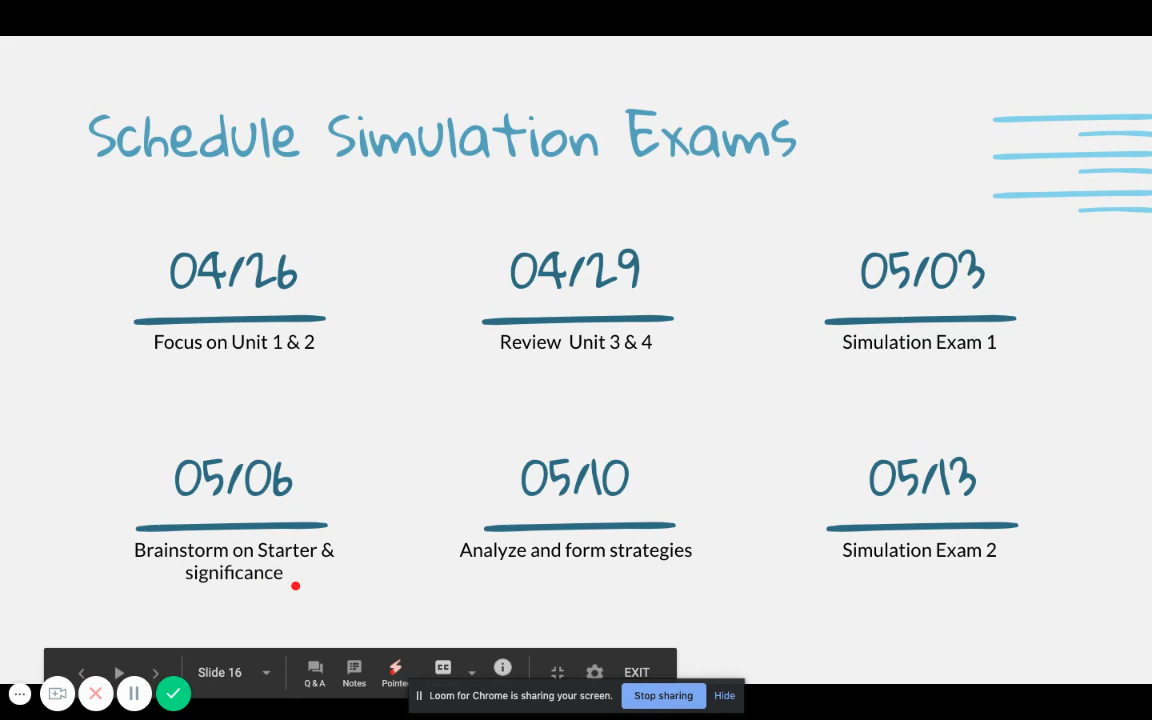 Schedule Simulation Exams
04/26
04/29
05/03
Focus on Unit 1 & 2
Review Unit 3 & 4
Simulation Exam 1
05/06
05/10
05/13
Brainstorm on Starter &
significance
Analyze and form strategies
Simulation Exam 2
Slide 16
Q & A
Notes
Pointe
CC
EXIT
Loom for Chrome is sharing your screen.
Stop sharing
Hide